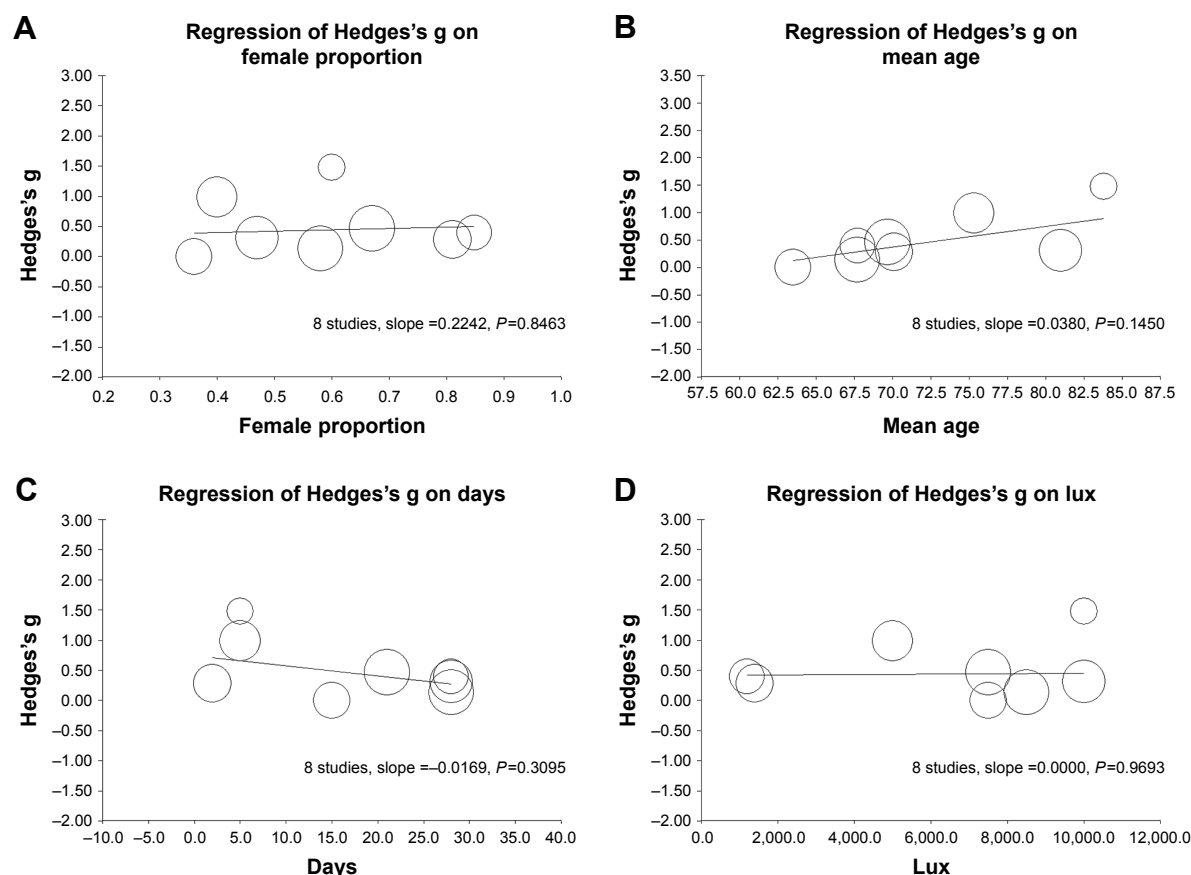 A
Regression of Hedges’s g on
female proportion
Hedges’s g
3.00
2.50
2.00
1.50
1.00
0.50
0.00
–0.50
–1.00
–1.50
–2.00
8 studies, slope =0.2242, P=0.8463
0.2 0.3 0.4 0.5 0.6 0.7 0.8 0.9 1.0
Female proportion
B
Regression of Hedges’s g on
mean age
Hedges’s g
3.50
3.00
2.50
2.00
1.50
1.00
0.50
0.00
–0.50
–1.00
–1.50
–2.00
8 studies, slope =0.0380, P=0.1450
57.5 60.0 62.5 65.0 67.5 70.0 72.5 75.0 77.5 80.0 82.5 85.0 87.5
Mean age
C
Regression of Hedges’s g on days
Hedges’s g
3.00
2.50
2.00
1.50
1.00
0.50
0.00
–0.50
–1.00
–1.50
–2.00
8 studies, slope =–0.0169, P=0.3095
–10.0 –5.0 0.0 5.0 10.0 15.0 20.0 25.0 30.0 35.0 40.0
Days
D
Regression of Hedges’s g on lux
Hedges’s g
3.00
2.50
2.00
1.50
1.00
0.50
0.00
–0.50
–1.00
–1.50
–2.00
8 studies, slope =0.0000, P=0.9693
0.0 2,000.0 4,000.0 6,000.0 8,000.0 10,000.0 12,000.0
Lux